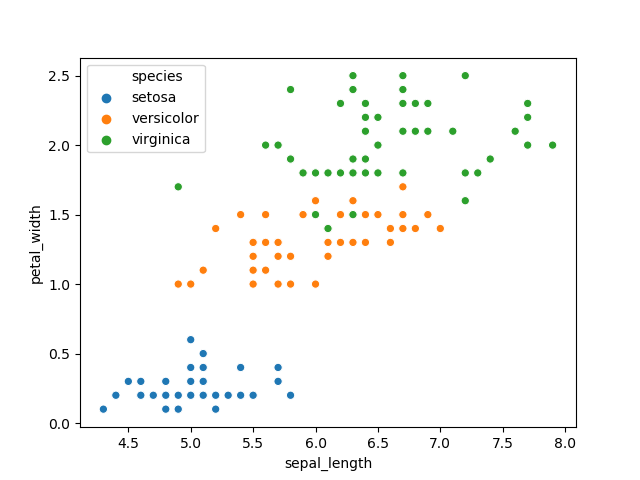 species
setosa
versicolor
virginica
2.5
2.0
1.5
1.0
0.5
0.0
petal_width
4.5 5.0 5.5 6.0 6.5 7.0 7.5 8.0
sepal_length